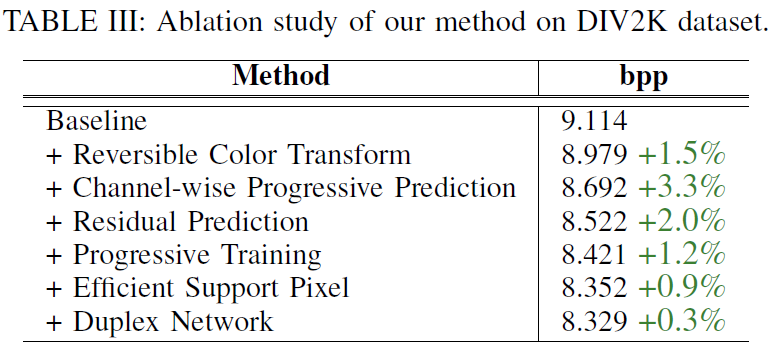 TABLE III: Ablation study of our method on DIV2K dataset.
Method bpp
Baseline 9.114
+ Reversible Color Transform 8.979 +1.5%
+ Channel-wise Progressive Prediction 8.692 +3.3%
+ Residual Prediction 8.522 +2.0%
+ Progressive Training 8.421 +1.2%
+ Efficient Support Pixel 8.352 +0.9%
+ Duplex Network 8.329 +0.3%